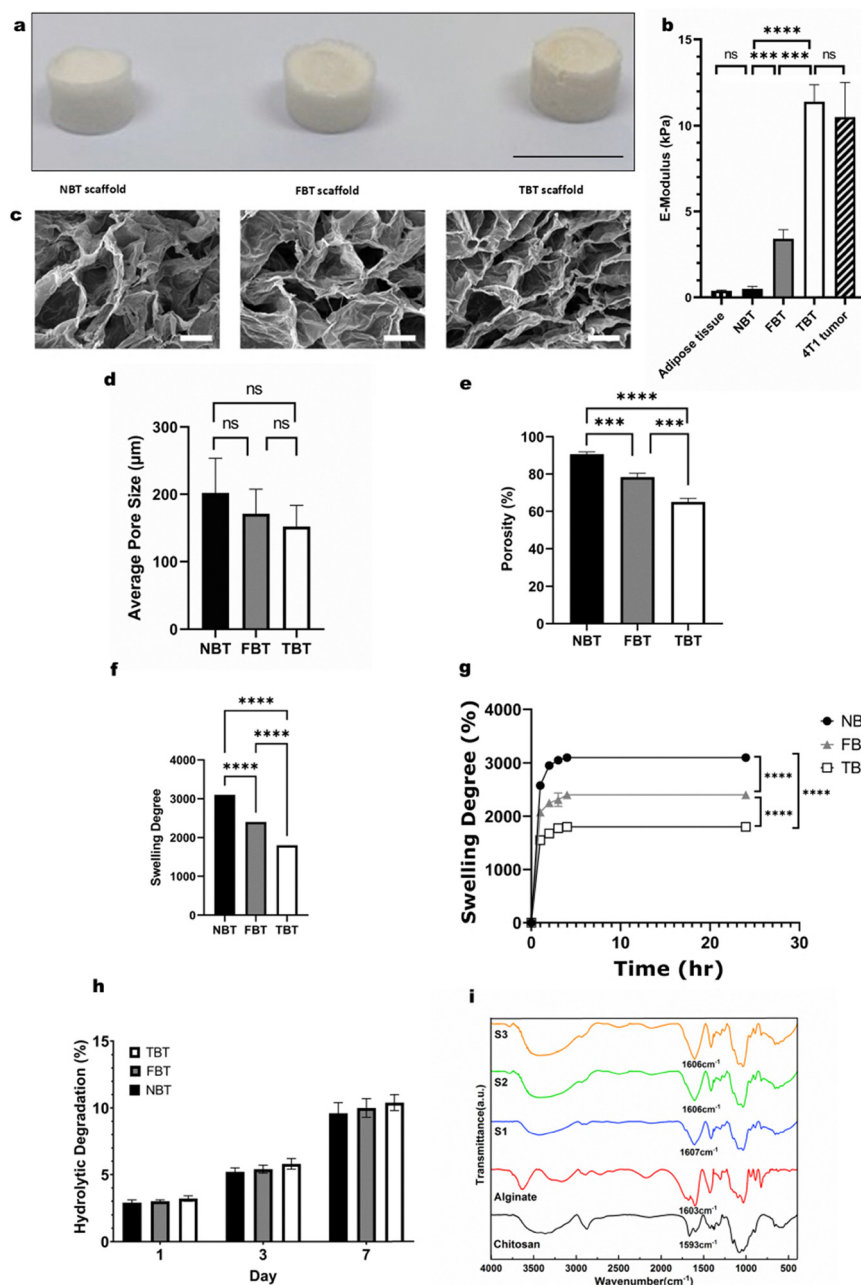 a
NBT scaffold FBT scaffold TBT scaffold
b
****
ns *** *** ns
15
10
5
0
E-Modulus (kPa)
Adipose tissue NBT FBT TBT 4T1 tumor
c
d
ns
ns ns
300
200
100
0
Average Pore Size (µm)
NBT FBT TBT
e
****
*** ***
100
80
60
40
20
0
Porosity (%)
NBT FBT TBT
f
****
****
****
4000
3000
2000
1000
0
Swelling Degree
NBT FBT TBT
g
4000
3000
2000
1000
0
Swelling Degree (%)
0 10 20 30
Time (hr)
NB
FB
TB
****
****
****
h
15
10
5
0
Hydrolytic Degradation (%)
TBT
FBT
NBT
1 3 7
Day
i
S3
1606cm-1
S2
1606cm-1
S1
1607cm-1
Alginate
1603cm-1
Chitosan
1593cm-1
Transmittance(a.u.)
4000 3500 3000 2500 2000 1500 1000 500
Wavenumber(cm-1)